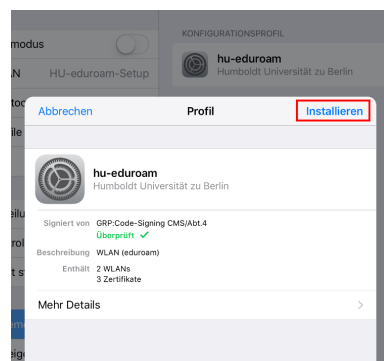 KONFIGURATIONSPROFIL
modus
hu-eduroam
Humboldt Universität zu Berlin
HU-eduroam-Setup
Abbrechen
Profil
Installieren
hu-eduroam
Humboldt Universität zu Berlin
Signiert von GRP:Code-Signing CMS/Abt.4
Überprüft ✓
Beschreibung WLAN (eduroam)
Enthält 2 WLANs
3 Zertifikate
Mehr Details